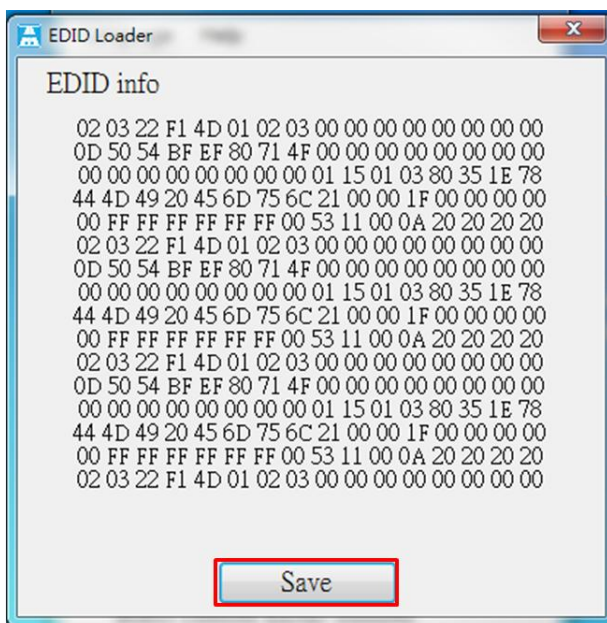 EDID Loader
EDID info
02 03 22 F1 4D 01 02 03 00 00 00 00 00 00 00 00
0D 50 54 BF EF 80 71 4F 00 00 00 00 00 00 00 00
00 00 00 00 00 00 00 00 01 15 01 03 80 35 1E 78
44 4D 49 20 45 6D 75 6C 21 00 00 1F 00 00 00 00
00 FF FF FF FF FF FF 00 53 11 00 0A 20 20 20 20
02 03 22 F1 4D 01 02 03 00 00 00 00 00 00 00 00
0D 50 54 BF EF 80 71 4F 00 00 00 00 00 00 00 00
00 00 00 00 00 00 00 00 01 15 01 03 80 35 1E 78
44 4D 49 20 45 6D 75 6C 21 00 00 1F 00 00 00 00
00 FF FF FF FF FF FF 00 53 11 00 0A 20 20 20 20
02 03 22 F1 4D 01 02 03 00 00 00 00 00 00 00 00
0D 50 54 BF EF 80 71 4F 00 00 00 00 00 00 00 00
00 00 00 00 00 00 00 00 01 15 01 03 80 35 1E 78
44 4D 49 20 45 6D 75 6C 21 00 00 1F 00 00 00 00
00 FF FF FF FF FF FF 00 53 11 00 0A 20 20 20 20
02 03 22 F1 4D 01 02 03 00 00 00 00 00 00 00 00
Save